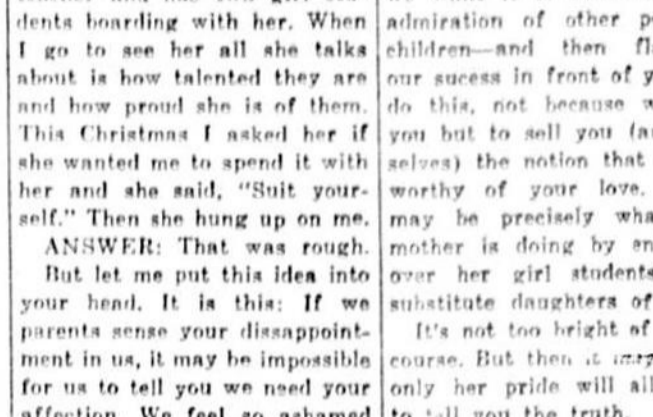 dents boarding with her. When
I go to see her all she talks
about is how talented they are
and how proud she is of them.
This Christmas I asked her if
she wanted me to spend it with
her and she said, "Suit your-
self." Then she hung up on me.
ANSWER: That was rough.
But let me put this idea into
your head. It is this: If we
parents sense your dissappoint-
ment in us, it may be impossible
for us to tell you we need your
affection. We feel so ashamed
admiration of other
children—and then
our sucess in front of
do this, not because
you but to sell you
selves) the notion that
worthy of your love.
may be precisely
mother is doing by
over her girl students
substitute daughters of
It's not too bright of
course. But then it
only her pride will
to tell you the truth.